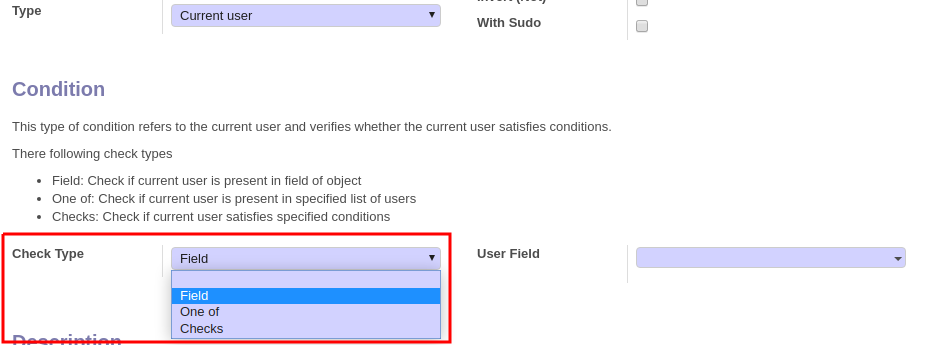 Type
Current user
Invert (Not)
With Sudo
Condition
This type of condition refers to the current user and verifies whether the current user satisfies conditions.
There following check types
Field: Check if current user is present in field of object
One of: Check if current user is present in specified list of users
Checks: Check if current user satisfies specified conditions
Check Type
Field
User Field
Field
One of
Checks
Description